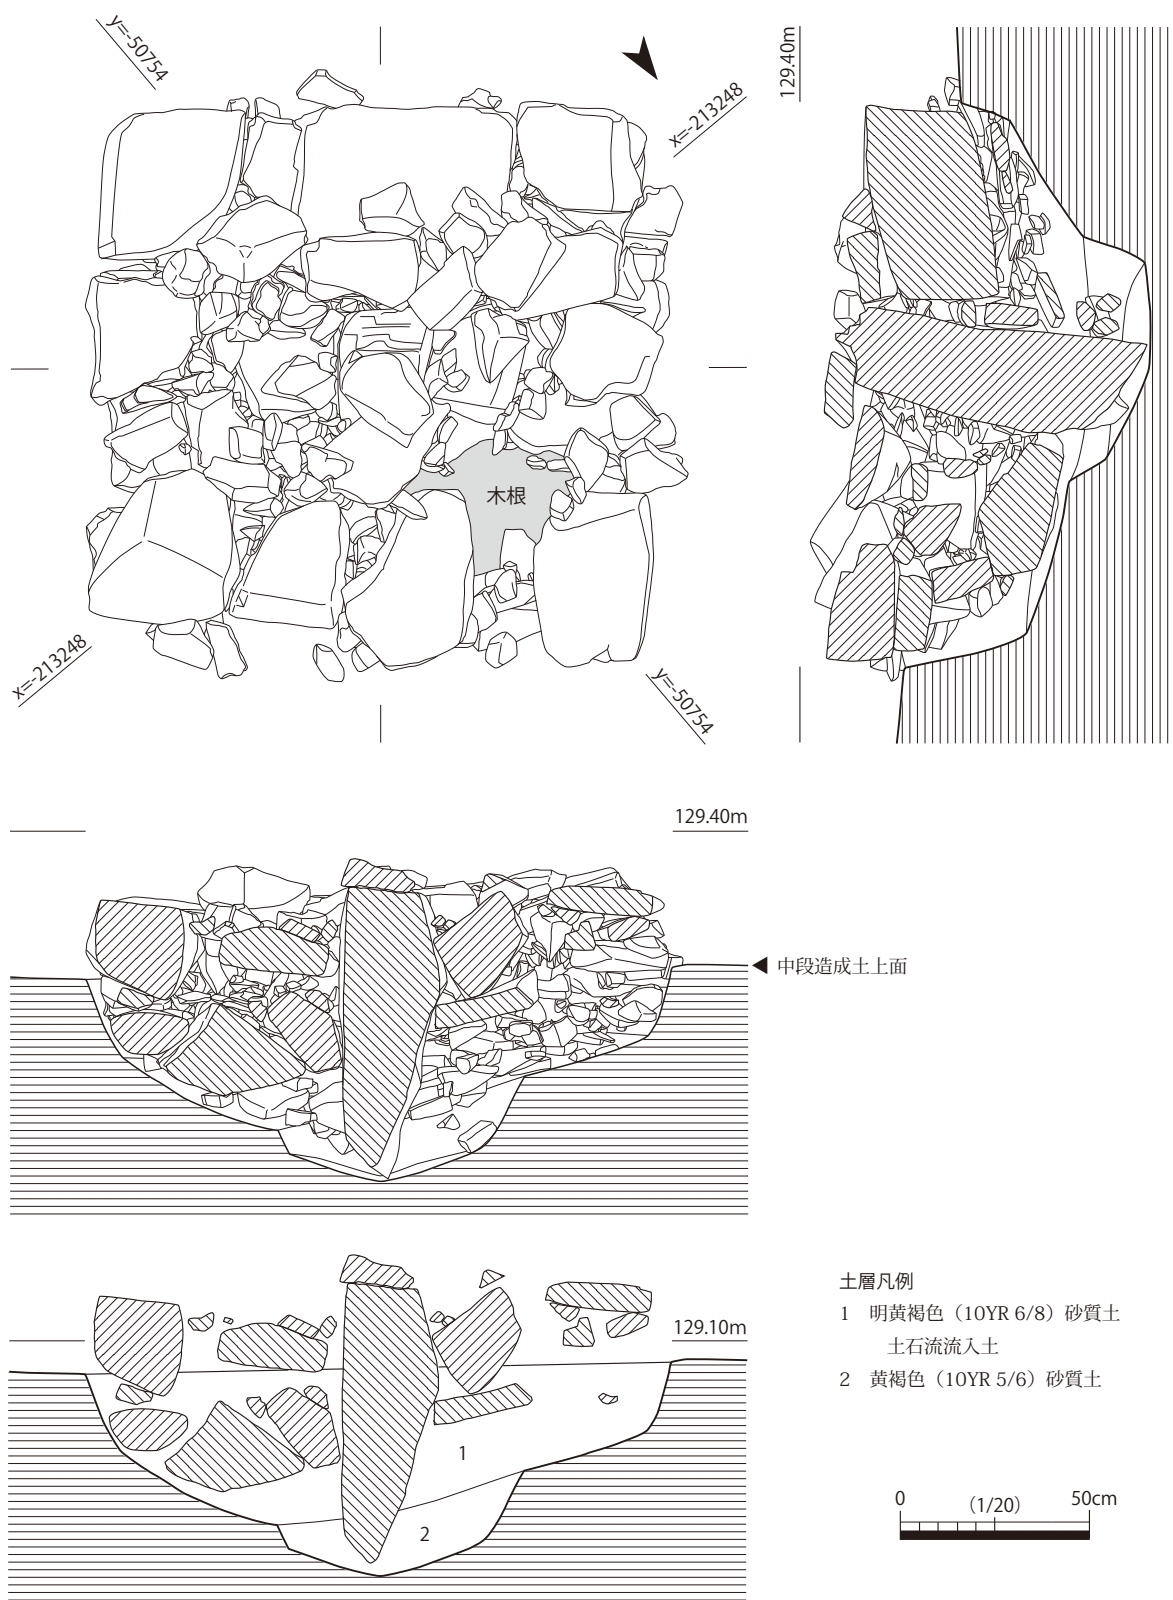 y=-50754
x=-213248
129.40m
木根
x=-213248
y=-50754
129.40m
中段造成土上面
129.10m
土層凡例
1 明黄褐色（10YR 6/8）砂質土
土石流流入土
2 黄褐色（10YR 5/6）砂質土
1
2
0 （1/20） 50cm